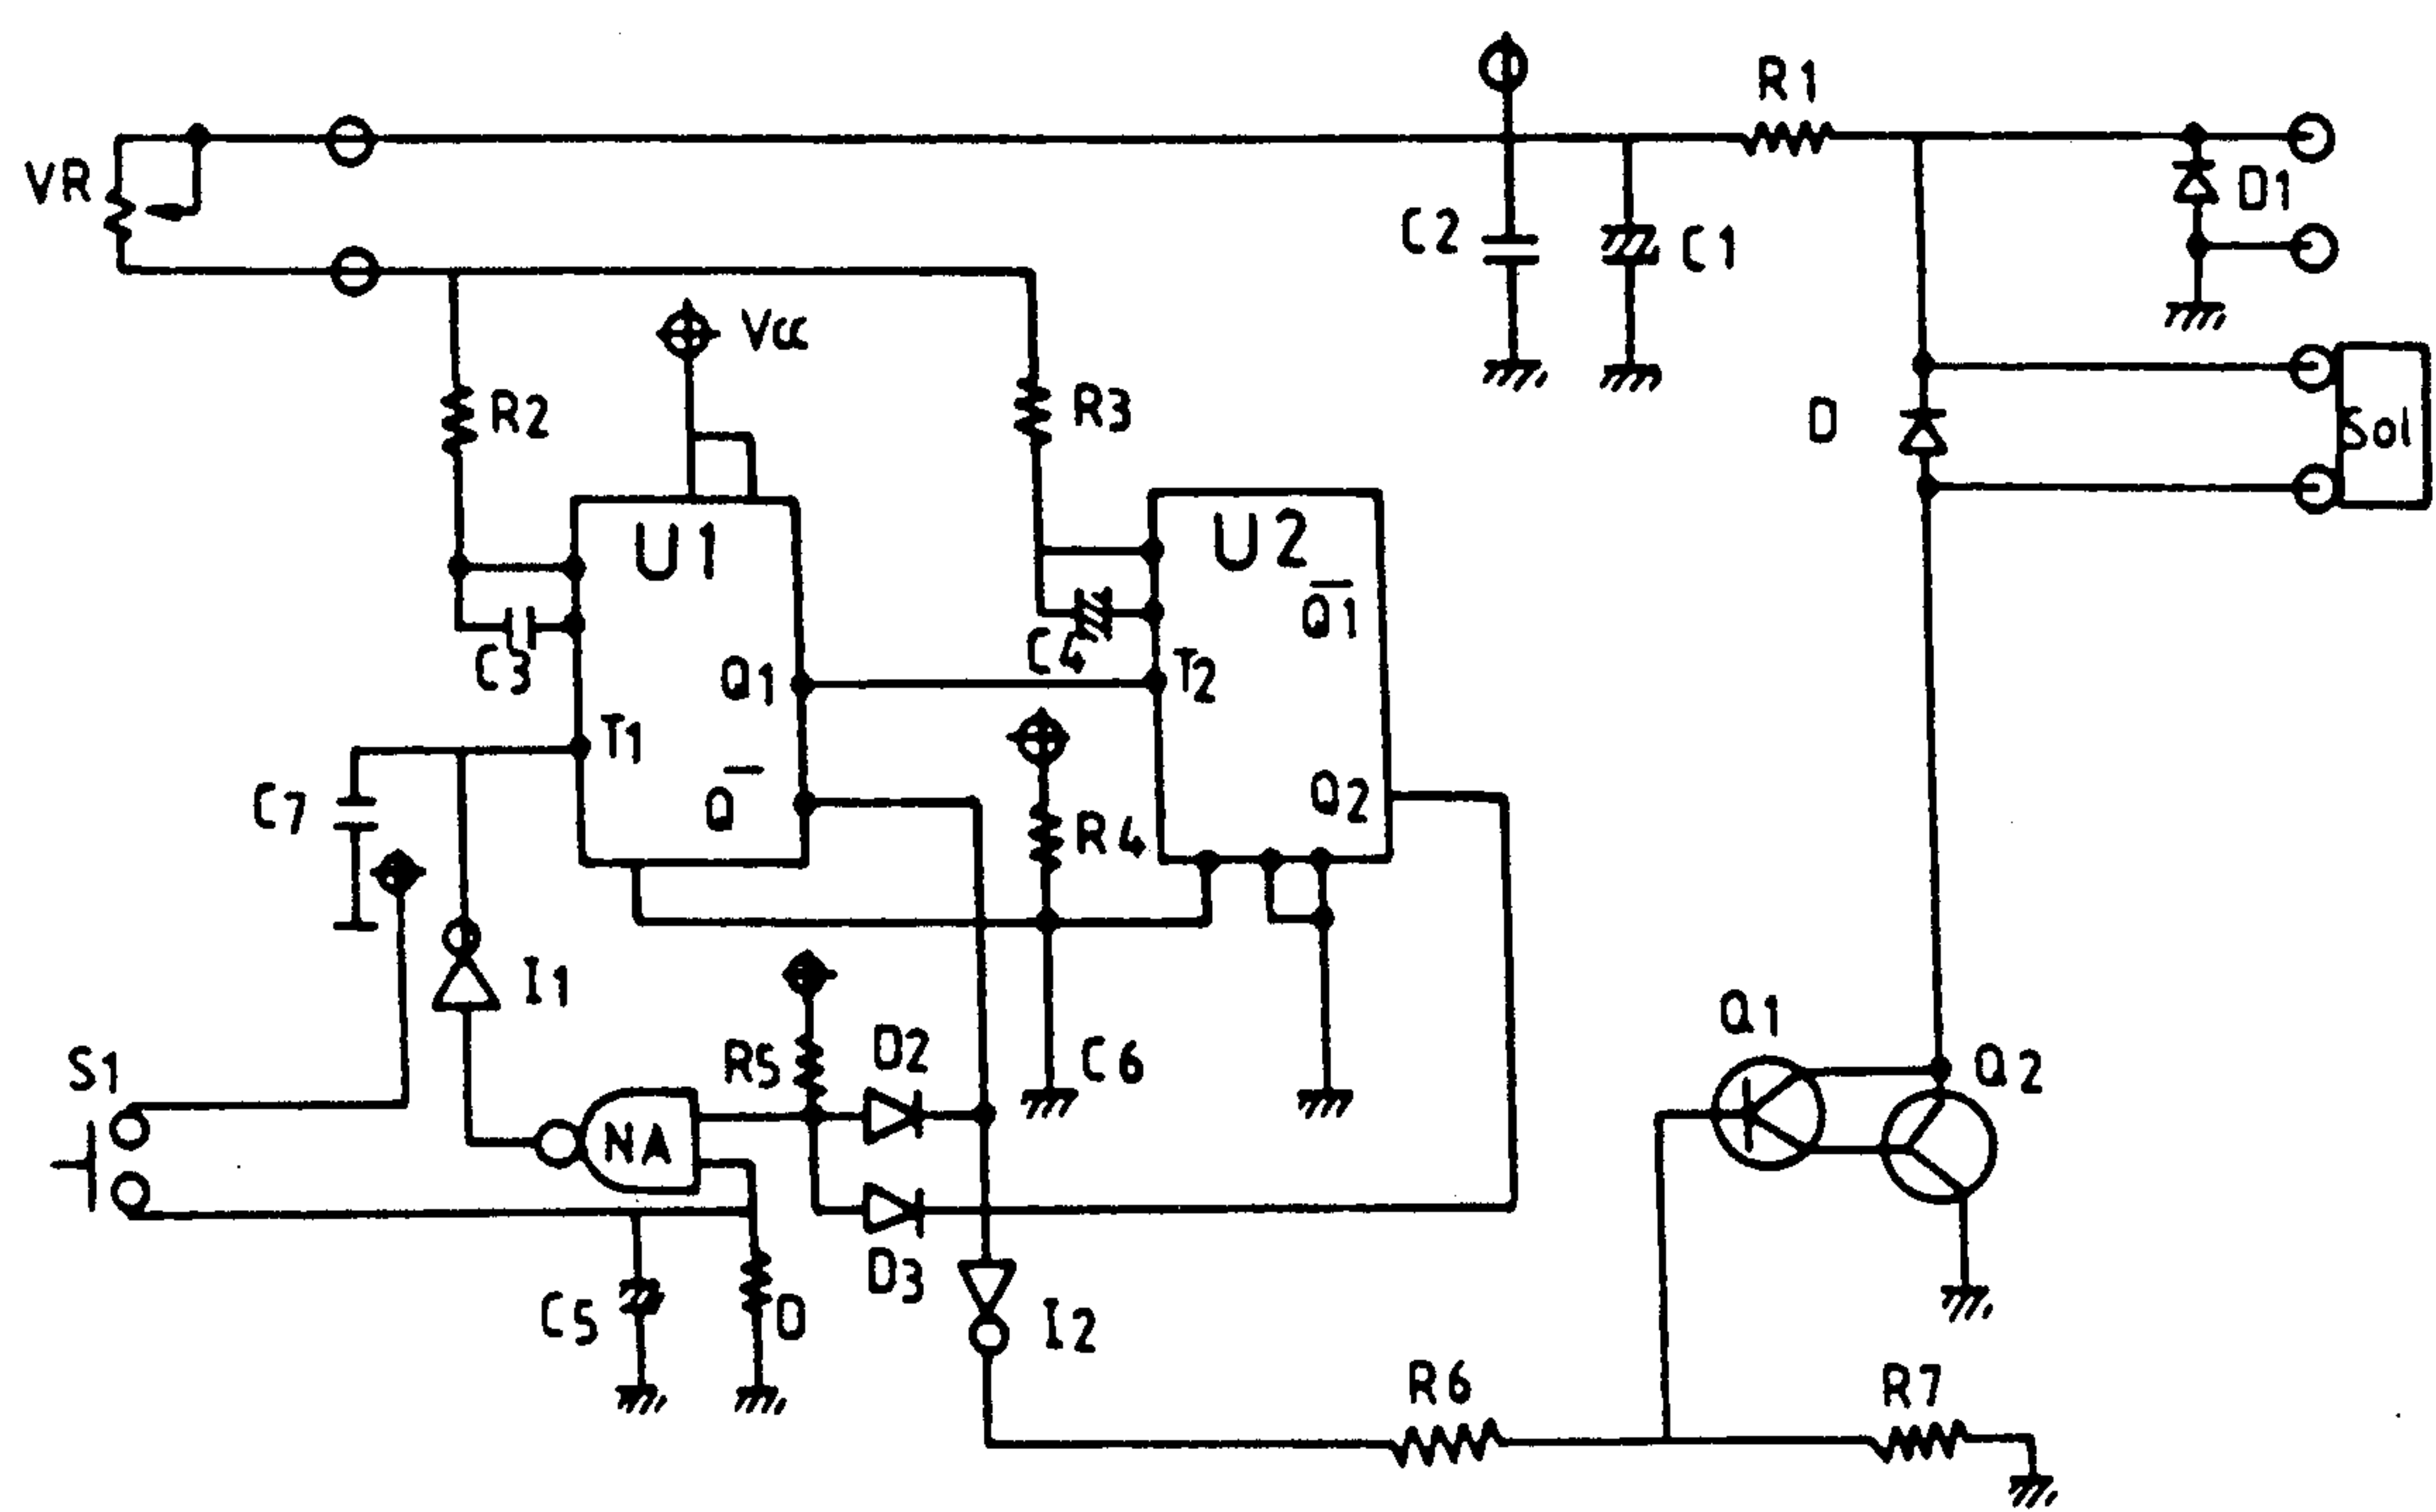 R1
VR
D1
C2
C1
Vcc
R2
R3
D
Sol
U1
U2
Q̅1
C3
C4
Q1
T2
T1
C7
Q̅
R4
Q2
I1
Q1
S1
R5
D2
C6
Q2
NA
D3
C5
D
I2
R6
R7